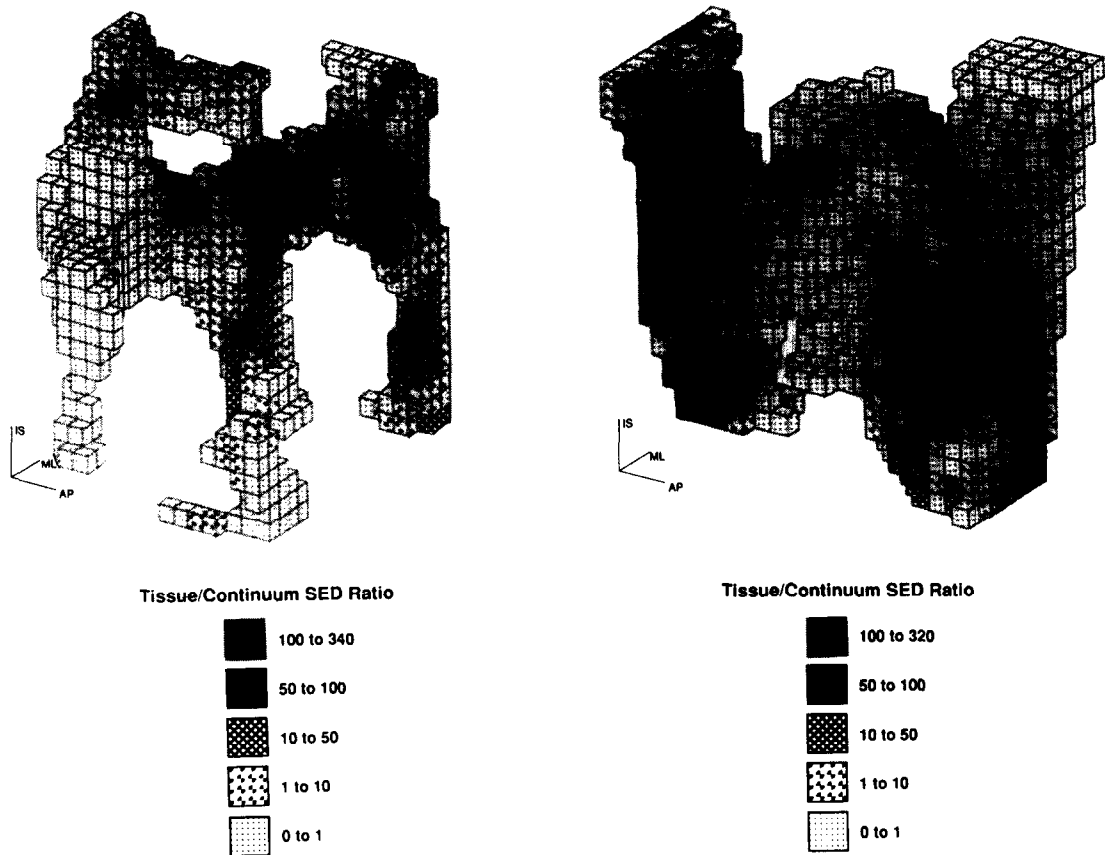 IS
ML
AP
Tissue/Continuum SED Ratio
100 to 340
50 to 100
10 to 50
1 to 10
0 to 1
IS
ML
AP
Tissue/Continuum SED Ratio
100 to 320
50 to 100
10 to 50
1 to 10
0 to 1